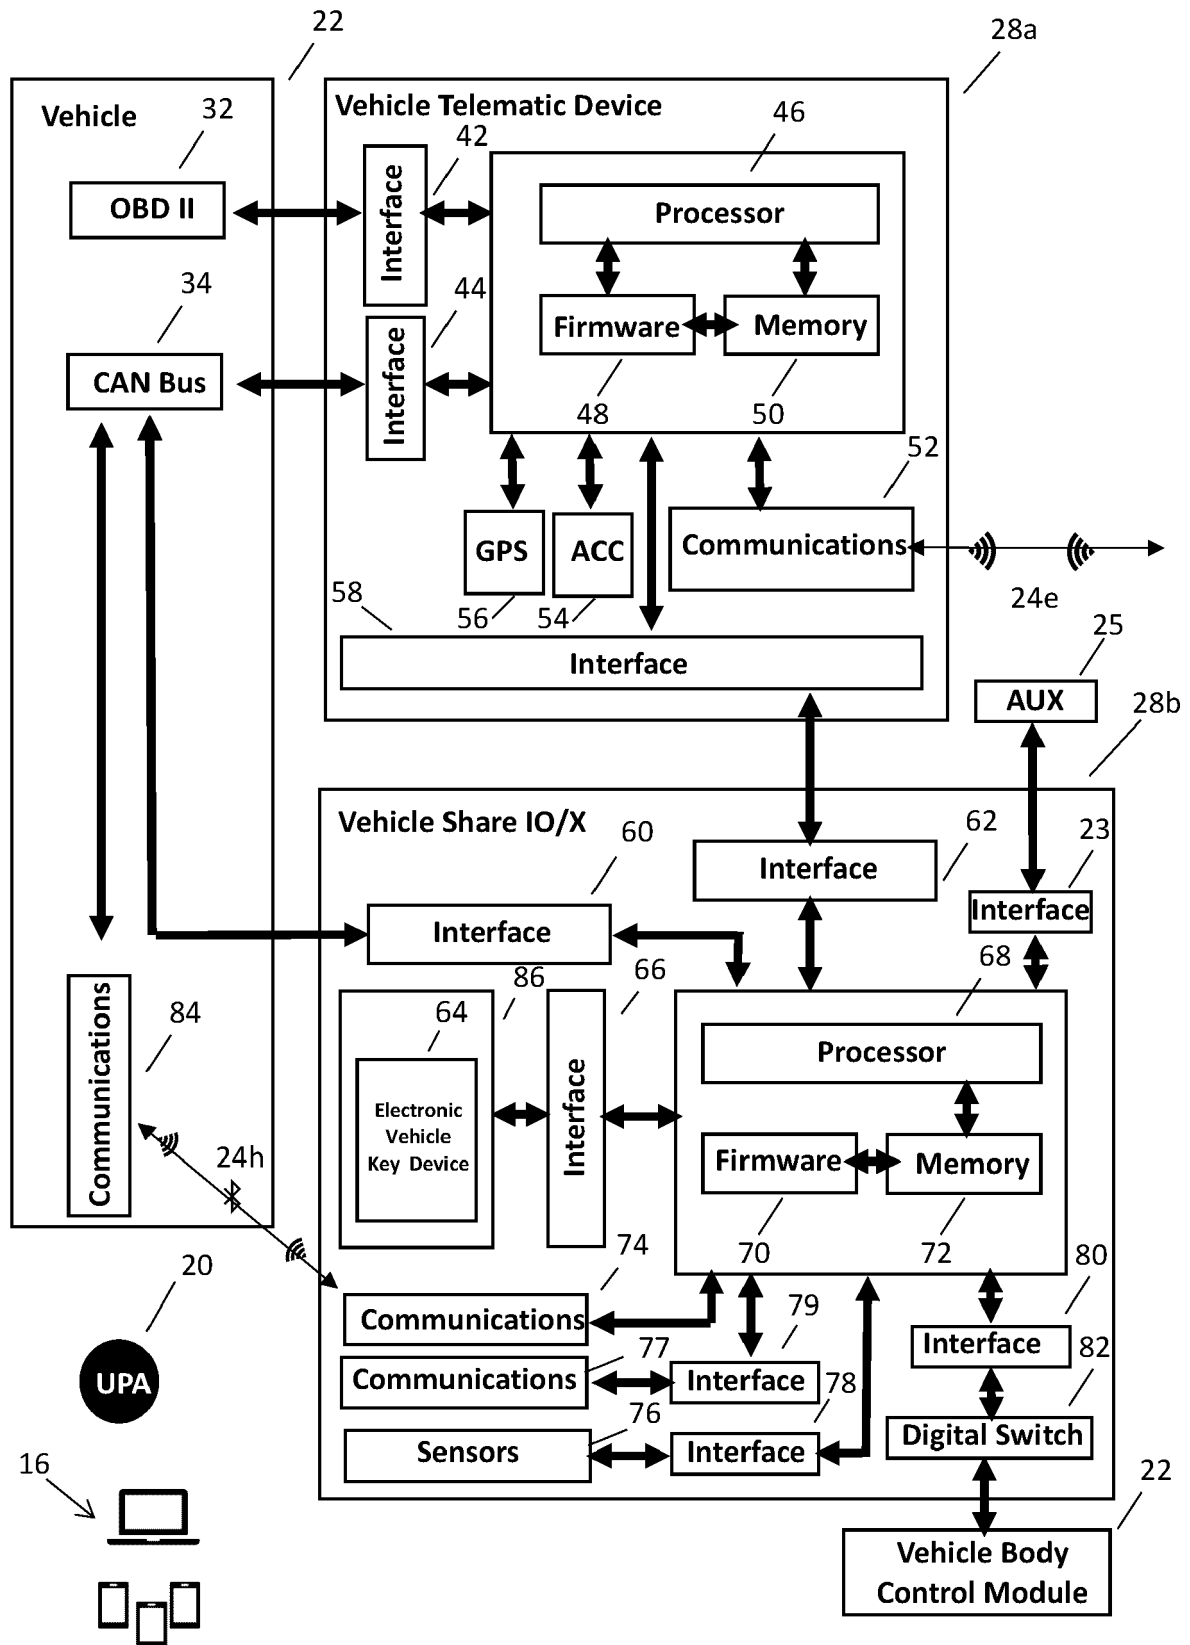 22
28a
Vehicle
Vehicle Telematic Device
32
42
46
OBD II
Interface
Processor
34
44
Firmware
Memory
CAN Bus
Interface
48
50
52
GPS
ACC
Communications
58
56
54
24e
Interface
25
AUX
28b
Vehicle Share IO/X
60
62
23
Interface
Interface
Interface
84
86
66
68
64
Communications
Electronic
Vehicle
Key Device
Interface
Processor
24h
Firmware
Memory
70
72
20
74
79
80
Communications
Interface
UPA
77
82
Communications
Interface
78
76
Digital Switch
Sensors
Interface
16
22
Vehicle Body
Control Module